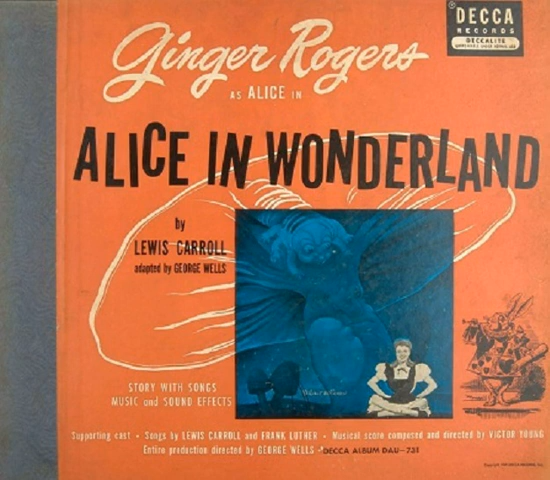 Ginger Rogers
AS ALICE IN
DECCA
RECORDS
DECCALITE
ALICE IN WONDERLAND
by
LEWIS CARROLL
adapted by GEORGE WELLS
STORY WITH SONGS
MUSIC and SOUND EFFECTS
Supporting cast • Songs by LEWIS CARROLL and FRANK LUTHER • Musical score composed and directed by VICTOR YOUNG
Entire production directed by GEORGE WELLS • DECCA ALBUM DAU-731